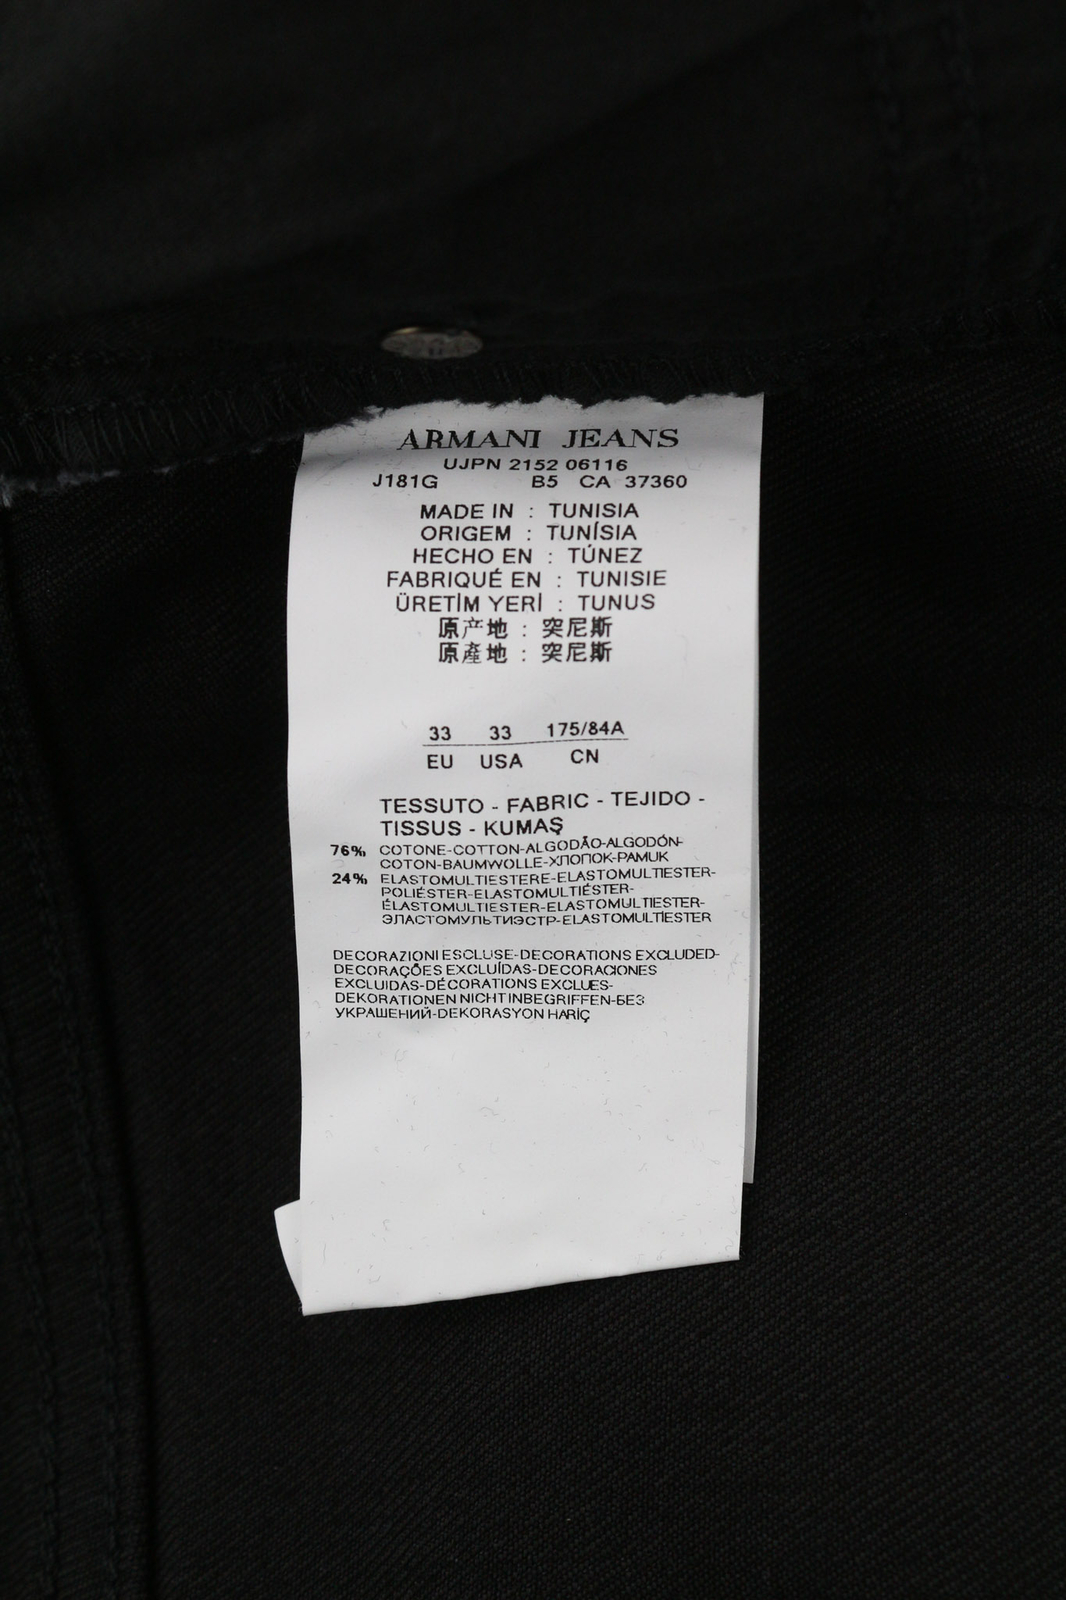 ARMANI JEANS
UJPN 2152 06116
J181G B5 CA 37360
MADE IN : TUNISIA
ORIGEM : TUNÍSIA
HECHO EN : TÚNEZ
FABRIQUÉ EN : TUNISIE
ÜRETİM YERİ : TUNUS
原产地 : 突尼斯
原產地 : 突尼斯
33 33 175/84A
EU USA CN
TESSUTO - FABRIC - TEJIDO -
TISSUS - KUMAŞ
76% COTONE-COTTON-ALGODÃO-ALGODÓN-
COTON-BAUMWOLLE-ХЛОПОК-PAMUK
24% ELASTOMULTIESTERE-ELASTOMULTIESTER-
POLIÉSTER-ELASTOMULTIÉSTER-
ÉLASTOMULTIESTER-ELASTOMULTIESTER-
ЭЛАСТОМУЛЬТИЭСТР-ELASTOMULTİESTER
DECORAZIONI ESCLUSE-DECORATIONS EXCLUDED-
DECORAÇÕES EXCLUÍDAS-DECORACIONES
EXCLUIDAS-DÉCORATIONS EXCLUES-
DEKORATIONEN NICHT INBEGRIFFEN-БЕЗ
УКРАШЕНИЙ-DEKORASYON HARİÇ